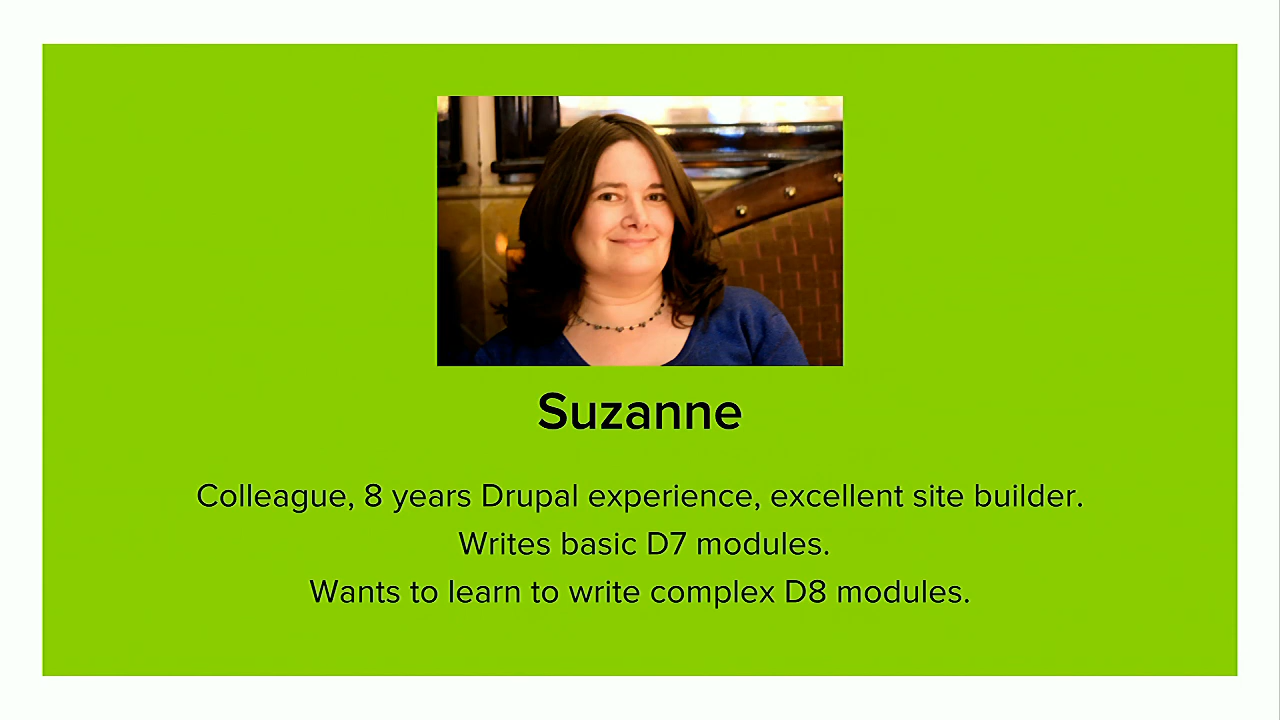 Suzanne
Colleague, 8 years Drupal experience, excellent site builder.
Writes basic D7 modules.
Wants to learn to write complex D8 modules.